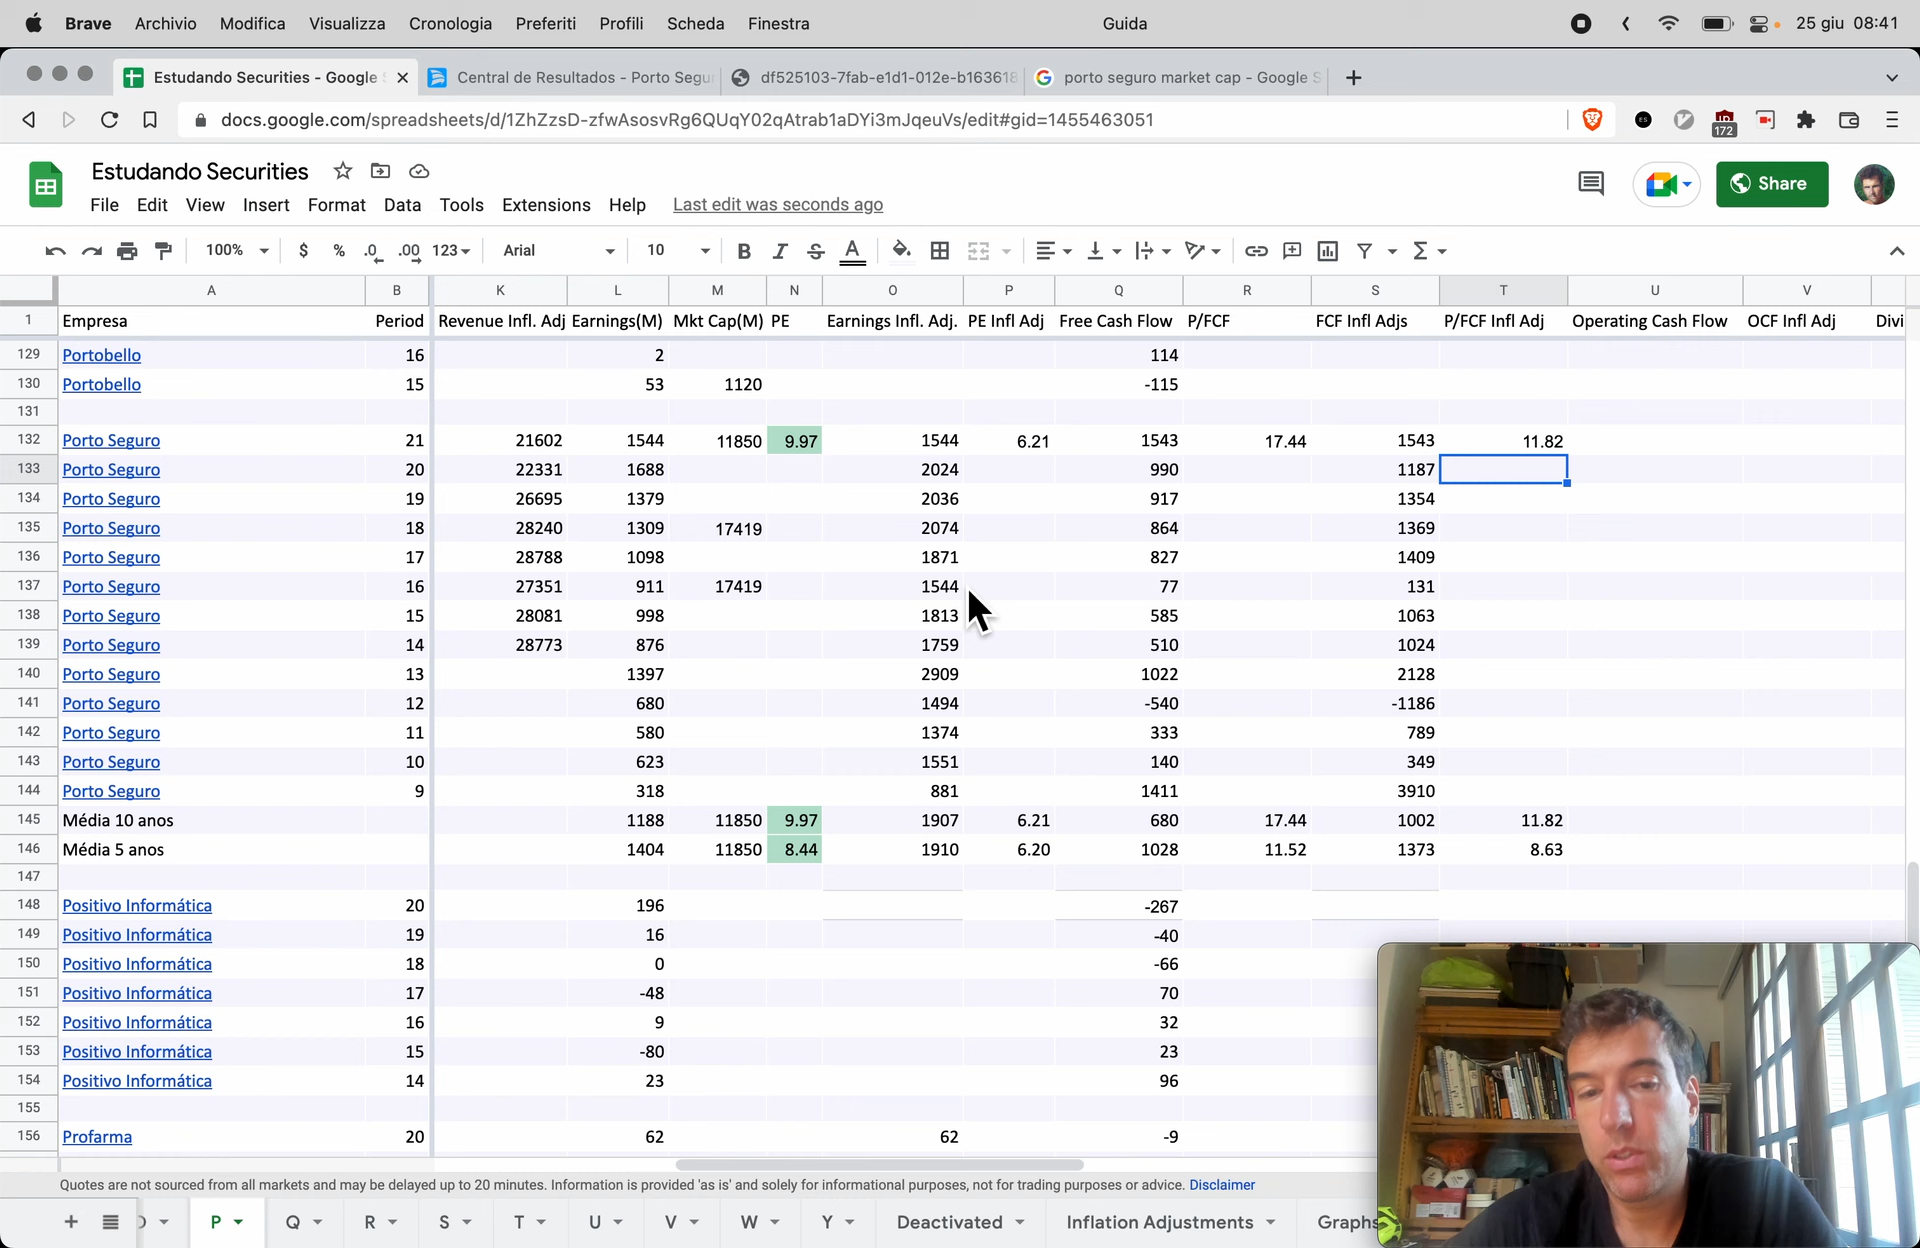 Brave Archivio Modifica Visualizza Cronologia Preferiti Profili Scheda Finestra Guida 25 giu 08:41
Estudando Securities - Google S Central de Resultados - Porto Segur df525103-7fab-e1d1-012e-b163618 porto seguro market cap - Google S
docs.google.com/spreadsheets/d/1ZhZzsD-zfwAsosvRg6QUqY02qAtrab1aDYi3mJqeuVs/edit#gid=1455463051 172
Estudando Securities Share
File Edit View Insert Format Data Tools Extensions Help Last edit was seconds ago
100% $ % .0 .00 123 Arial 10 B I S A
A B K L M N O P Q R S T U V
1 Empresa Period Revenue Infl. Adj Earnings(M) Mkt Cap(M) PE Earnings Infl. Adj. PE Infl Adj Free Cash Flow P/FCF FCF Infl Adjs P/FCF Infl Adj Operating Cash Flow OCF Infl Adj Divi
129 Portobello 16 2 114
130 Portobello 15 53 1120 -115
131
132 Porto Seguro 21 21602 1544 11850 9.97 1544 6.21 1543 17.44 1543 11.82
133 Porto Seguro 20 22331 1688 2024 990 1187
134 Porto Seguro 19 26695 1379 2036 917 1354
135 Porto Seguro 18 28240 1309 17419 2074 864 1369
136 Porto Seguro 17 28788 1098 1871 827 1409
137 Porto Seguro 16 27351 911 17419 1544 77 131
138 Porto Seguro 15 28081 998 1813 585 1063
139 Porto Seguro 14 28773 876 1759 510 1024
140 Porto Seguro 13 1397 2909 1022 2128
141 Porto Seguro 12 680 1494 -540 -1186
142 Porto Seguro 11 580 1374 333 789
143 Porto Seguro 10 623 1551 140 349
144 Porto Seguro 9 318 881 1411 3910
145 Média 10 anos 1188 11850 9.97 1907 6.21 680 17.44 1002 11.82
146 Média 5 anos 1404 11850 8.44 1910 6.20 1028 11.52 1373 8.63
147
148 Positivo Informática 20 196 -267
149 Positivo Informática 19 16 -40
150 Positivo Informática 18 0 -66
151 Positivo Informática 17 -48 70
152 Positivo Informática 16 9 32
153 Positivo Informática 15 -80 23
154 Positivo Informática 14 23 96
155
156 Profarma 20 62 62 -9
Quotes are not sourced from all markets and may be delayed up to 20 minutes. Information is provided 'as is' and solely for informational purposes, not for trading purposes or advice. Disclaimer
P Q R S T U V W Y Deactivated Inflation Adjustments Graphs